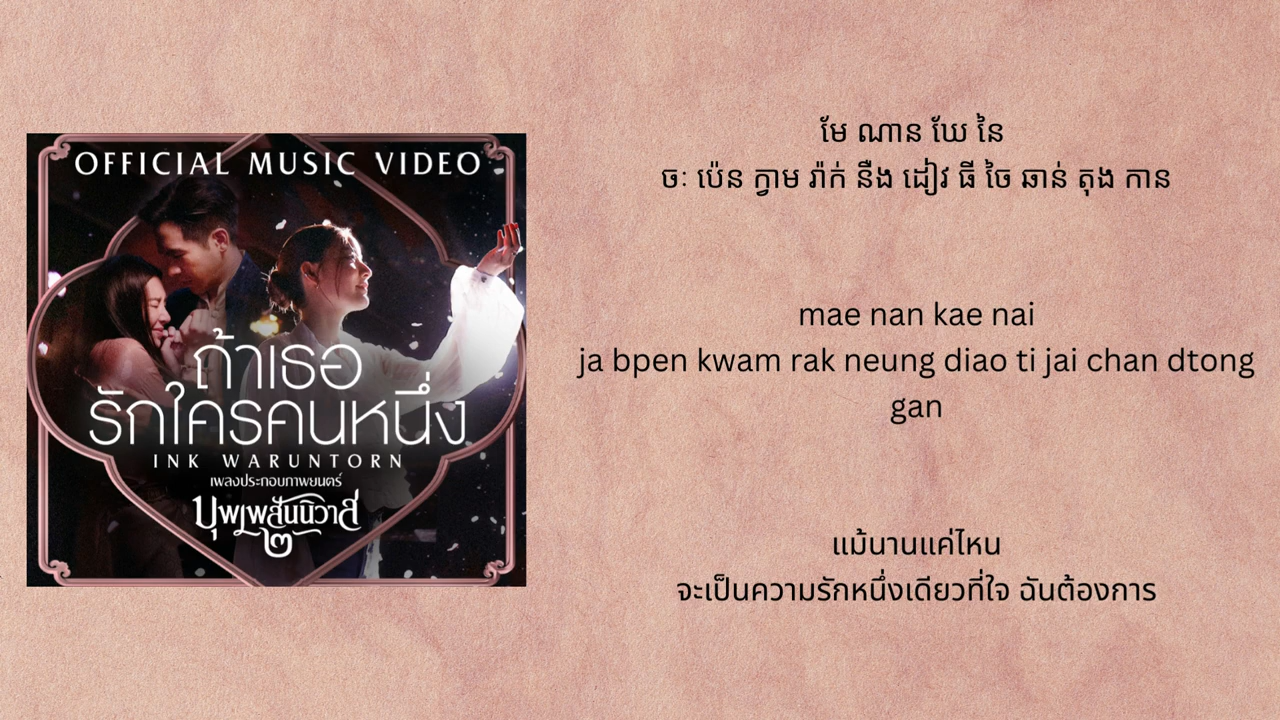 OFFICIAL MUSIC VIDEO
ถ้าเธอ
รักใครคนหนึ่ง
INK WARUNTORN
เพลงประกอบภาพยนตร์
บุพเพสันนิวาส
๒
មែ ណាន ឃែ នៃ
ចៈ ប៉េន ក្វាម រ៉ាក់ នឹង ដៀវ ធី ចៃ ឆាន់ តុង កាន
mae nan kae nai
ja bpen kwam rak neung diao ti jai chan dtong
gan
แม้นานแค่ไหน
จะเป็นความรักหนึ่งเดียวที่ใจ ฉันต้องการ